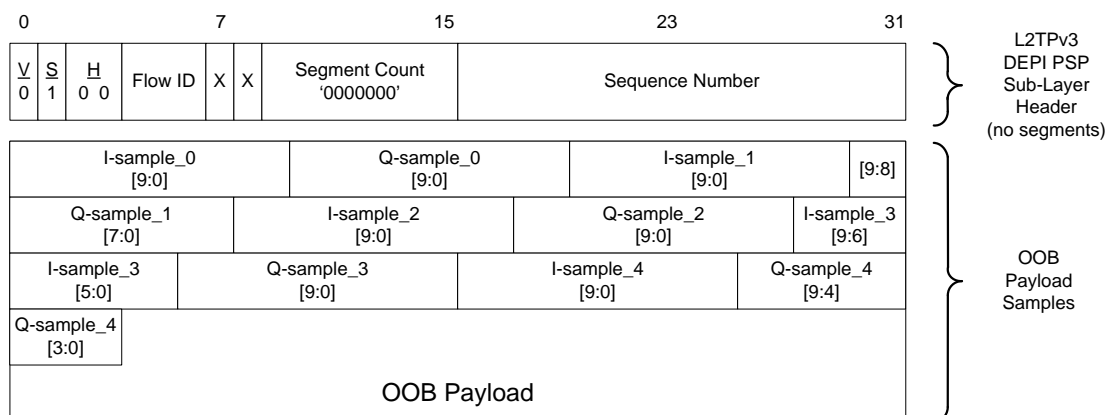 0 7 15 23 31
V S H Flow ID X X Segment Count Sequence Number
0 1 0 0 '0000000'
L2TPv3
DEPI PSP
Sub-Layer
Header
(no segments)
I-sample_0 Q-sample_0 I-sample_1 [9:8]
[9:0] [9:0] [9:0]
Q-sample_1 I-sample_2 Q-sample_2 I-sample_3
[7:0] [9:0] [9:0] [9:6]
I-sample_3 Q-sample_3 I-sample_4 Q-sample_4
[5:0] [9:0] [9:0] [9:4]
Q-sample_4
[3:0]
OOB Payload
OOB
Payload
Samples